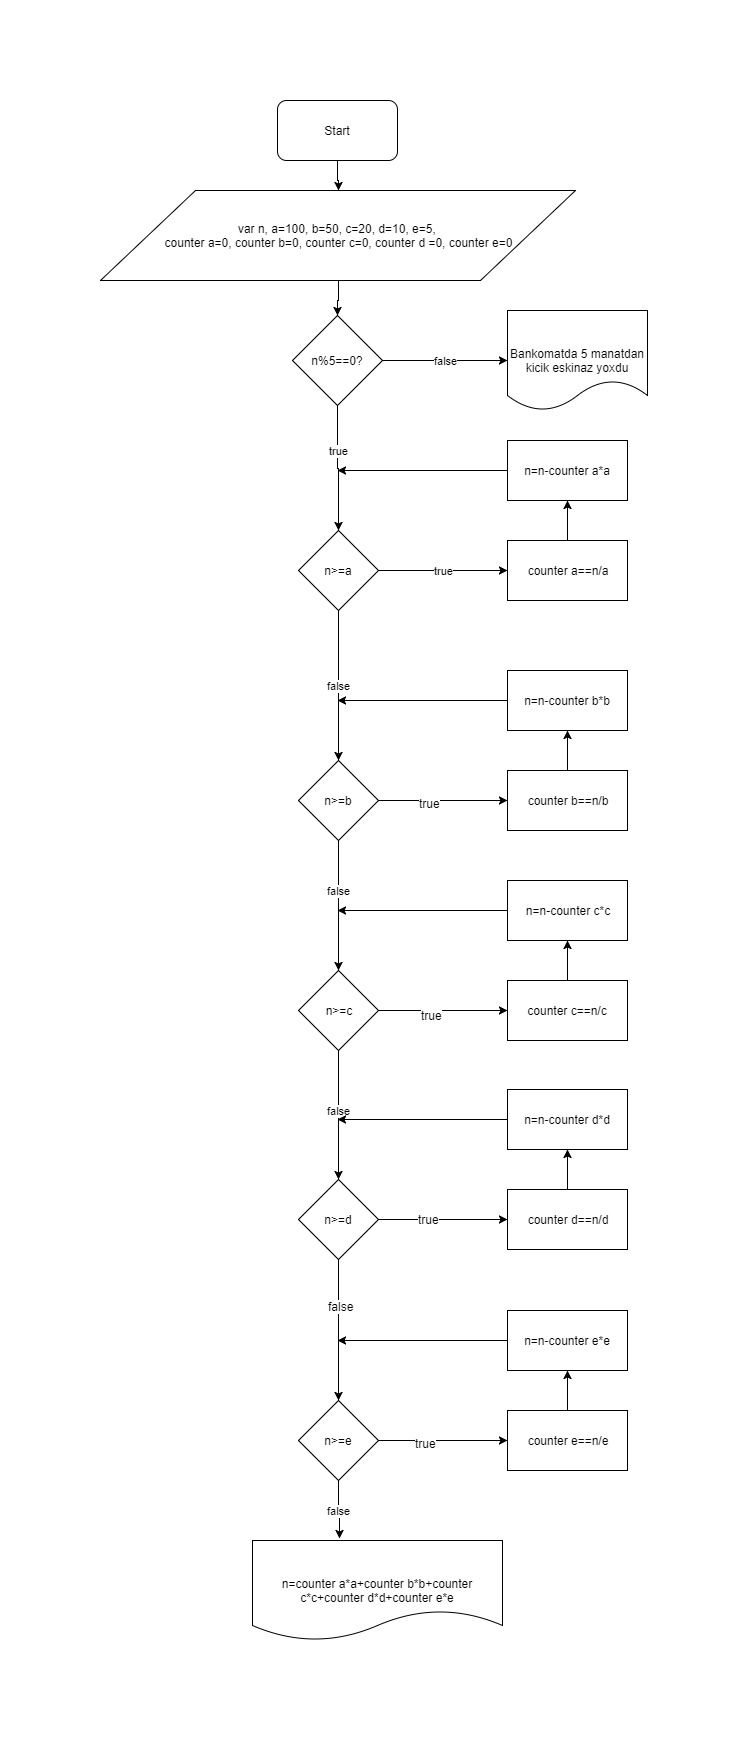 Start
var n, a=100, b=50, c=20, d=10, e=5,
counter a=0, counter b=0, counter c=0, counter d =0, counter e=0
n%5==0?
false
Bankomatda 5 manatdan
kicik eskinaz yoxdu
true
n=n-counter a*a
n>=a
true
counter a==n/a
false
n=n-counter b*b
n>=b
true
counter b==n/b
false
n=n-counter c*c
n>=c
true
counter c==n/c
false
n=n-counter d*d
n>=d
true
counter d==n/d
false
n=n-counter e*e
n>=e
true
counter e==n/e
false
n=counter a*a+counter b*b+counter
c*c+counter d*d+counter e*e